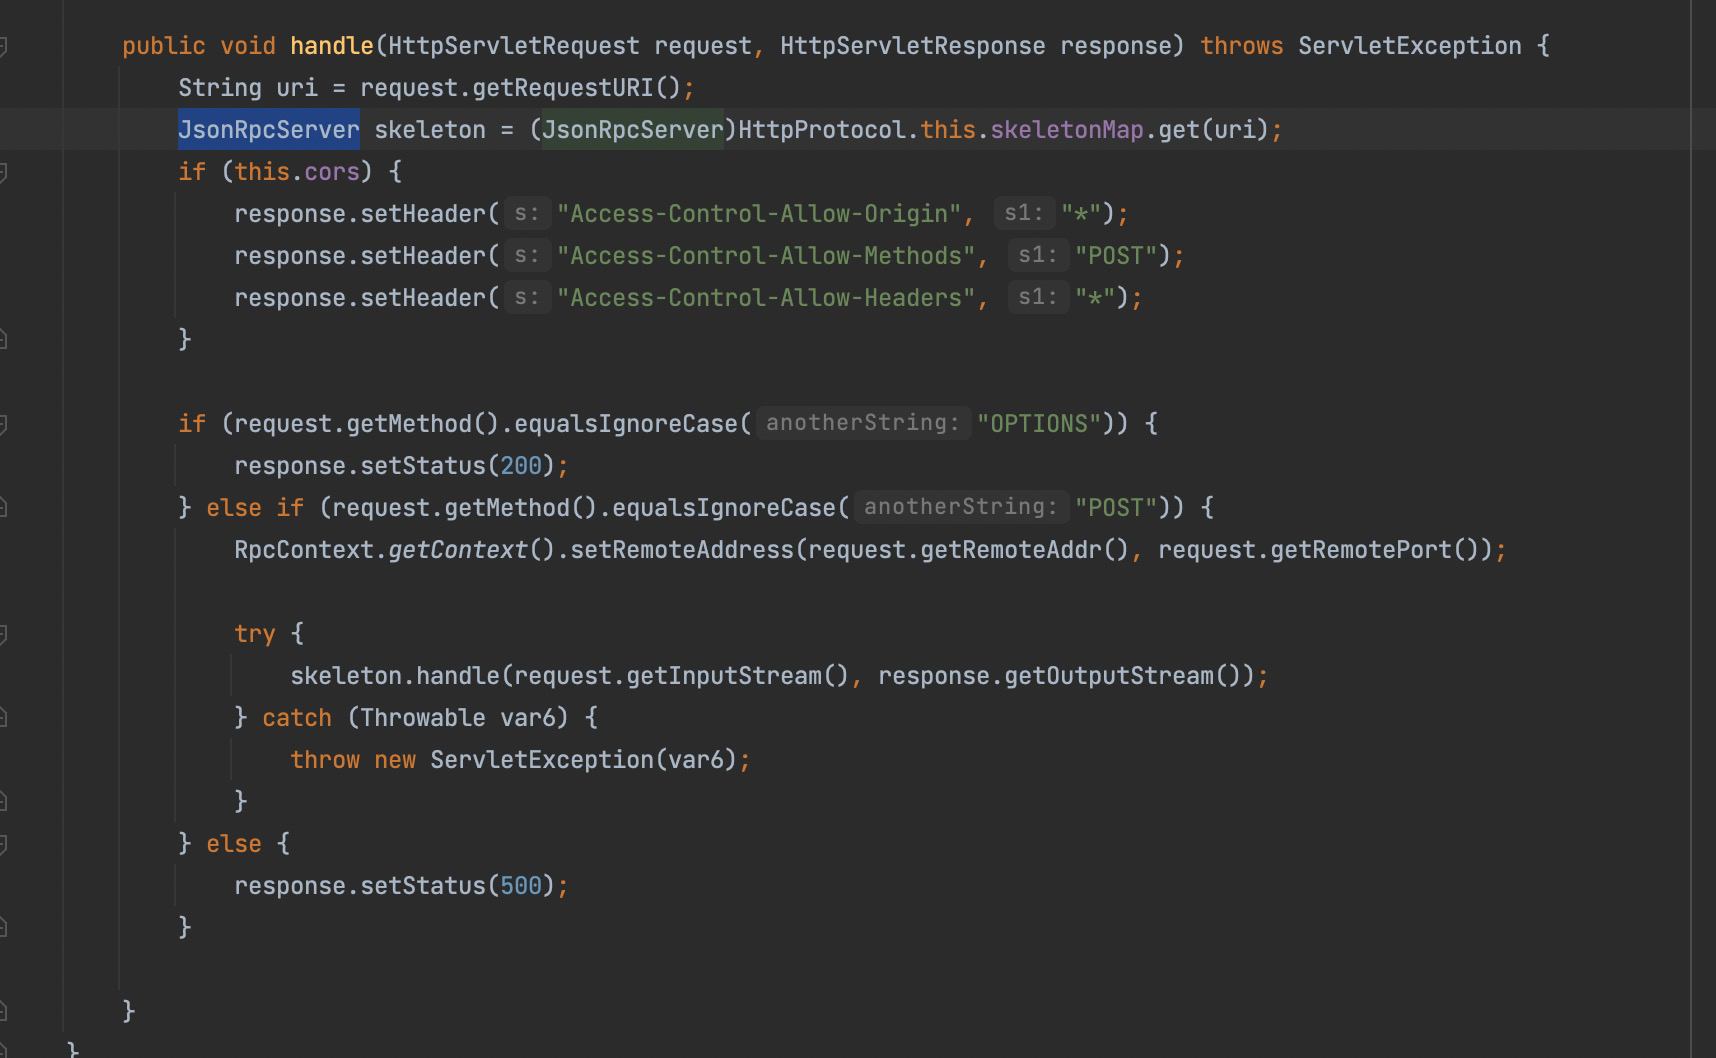 public void handle(HttpServletRequest request, HttpServletResponse response) throws ServletException {
String uri = request.getRequestURI();
JsonRpcServer skeleton = (JsonRpcServer)HttpProtocol.this.skeletonMap.get(uri);
if (this.cors) {
response.setHeader( s: "Access-Control-Allow-Origin", s1: "*");
response.setHeader( s: "Access-Control-Allow-Methods", s1: "POST");
response.setHeader( s: "Access-Control-Allow-Headers", s1: "*");
}
if (request.getMethod().equalsIgnoreCase( anotherString: "OPTIONS")) {
response.setStatus(200);
} else if (request.getMethod().equalsIgnoreCase( anotherString: "POST")) {
RpcContext.getContext().setRemoteAddress(request.getRemoteAddr(), request.getRemotePort());
try {
skeleton.handle(request.getInputStream(), response.getOutputStream());
} catch (Throwable var6) {
throw new ServletException(var6);
}
} else {
response.setStatus(500);
}
}
}